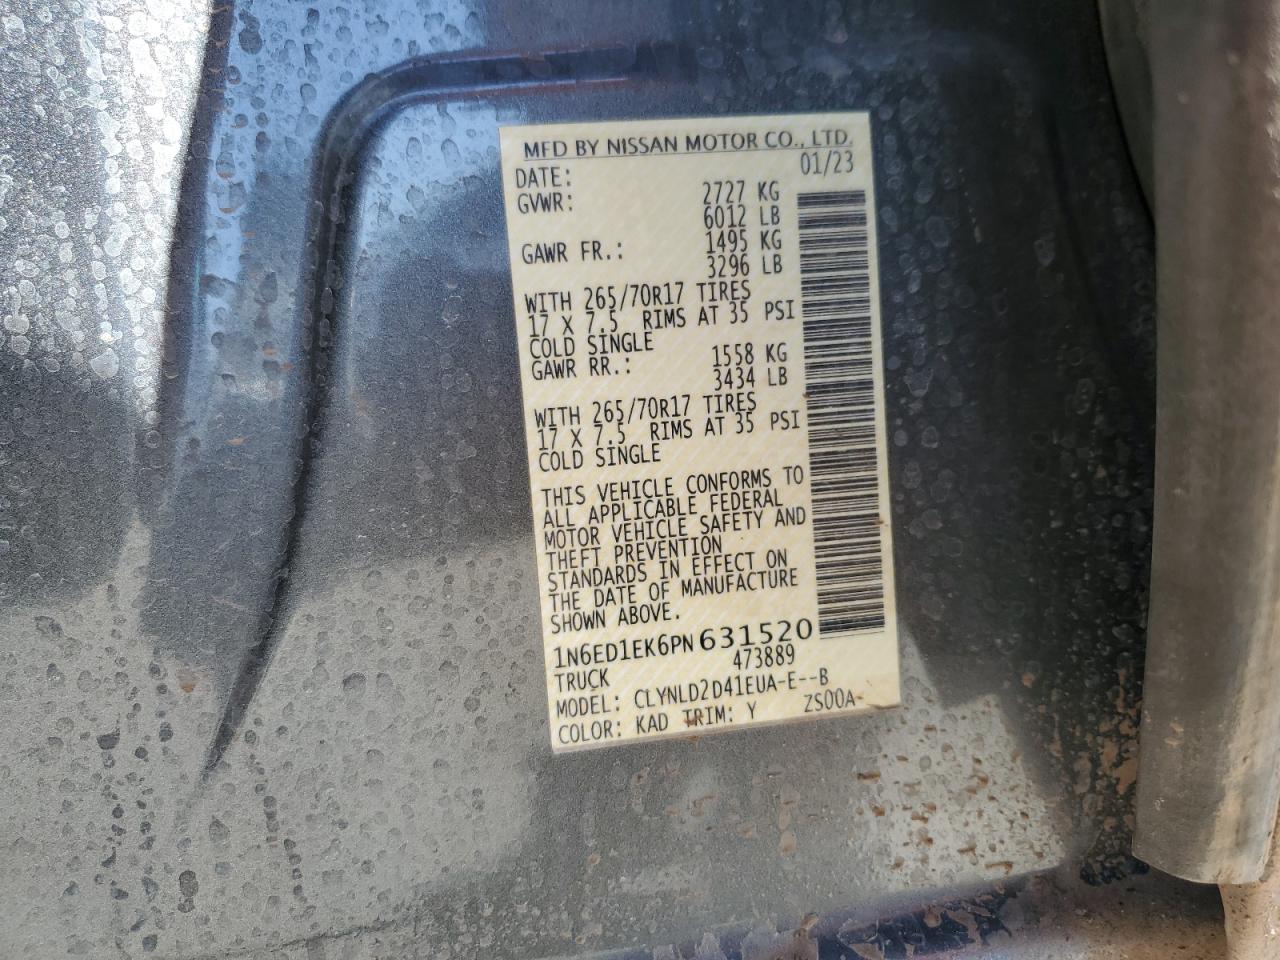 MFD BY NISSAN MOTOR CO., LTD.
DATE: 01/23
GVWR: 2727 KG
6012 LB
GAWR FR.: 1495 KG
3296 LB
WITH 265/70R17 TIRES
17 X 7.5 RIMS AT 35 PSI
COLD SINGLE
GAWR RR.: 1558 KG
3434 LB
WITH 265/70R17 TIRES
17 X 7.5 RIMS AT 35 PSI
COLD SINGLE
THIS VEHICLE CONFORMS TO
ALL APPLICABLE FEDERAL
MOTOR VEHICLE SAFETY AND
THEFT PREVENTION
STANDARDS IN EFFECT ON
THE DATE OF MANUFACTURE
SHOWN ABOVE.
1N6ED1EK6PN631520
TRUCK 473889
MODEL: CLYNLD2D41EUA-E--B
COLOR: KAD TRIM: Y ZS00A-